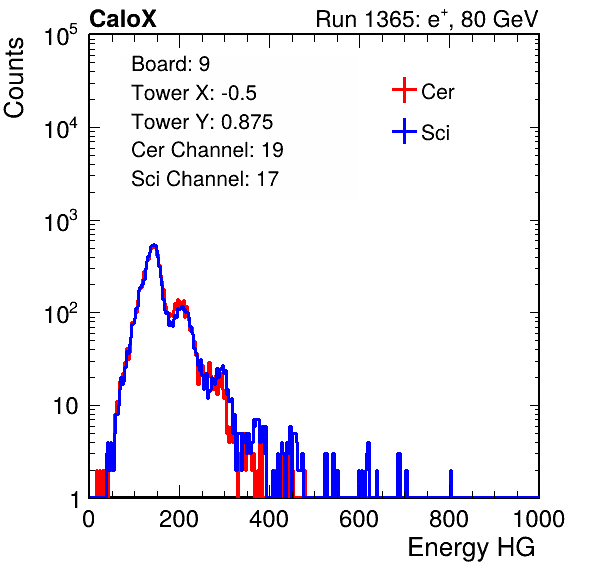 CaloX
Run 1365: e⁺, 80 GeV
Counts
10⁵
10⁴
10³
10²
10
1
Board: 9
Tower X: -0.5
Tower Y: 0.875
Cer Channel: 19
Sci Channel: 17
Cer
Sci
0 200 400 600 800 1000
Energy HG